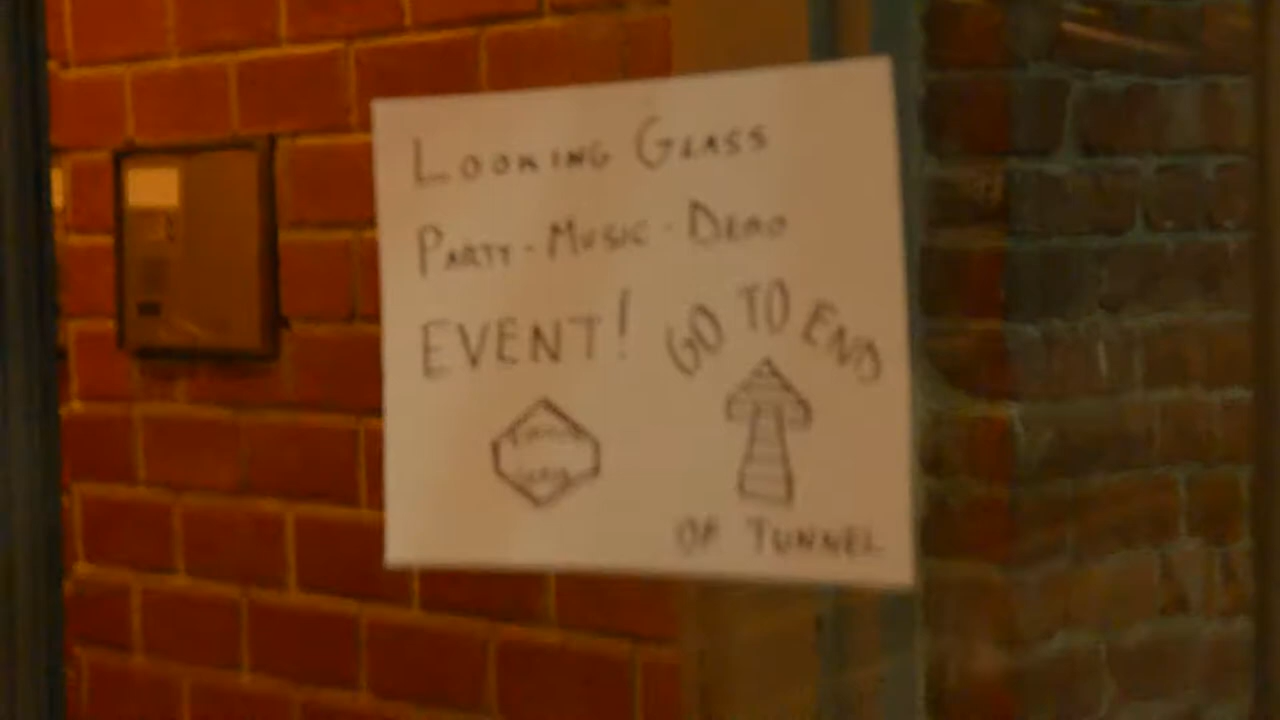 LOOKING GLASS
PARTY - MUSIC - DEMO
EVENT!
GO TO END
OF TUNNEL